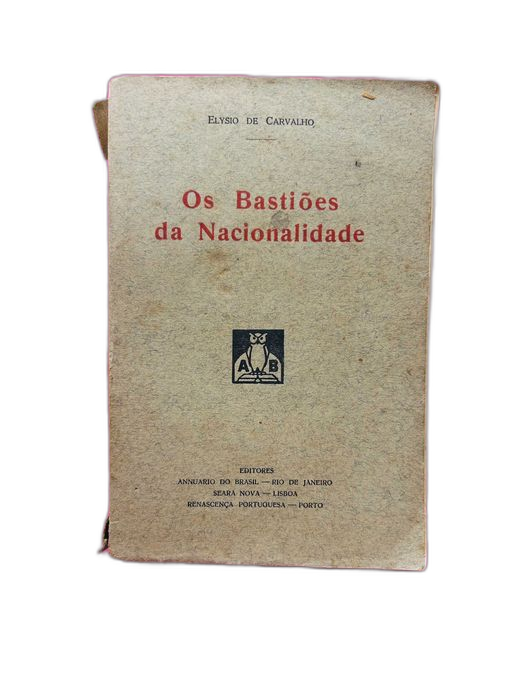 ELYSIO DE CARVALHO
Os Bastiões
da Nacionalidade
A B
EDITORES
ANNUARIO DO BRASIL — RIO DE JANEIRO
SEARA NOVA — LISBOA
RENASCENÇA PORTUGUESA — PORTO